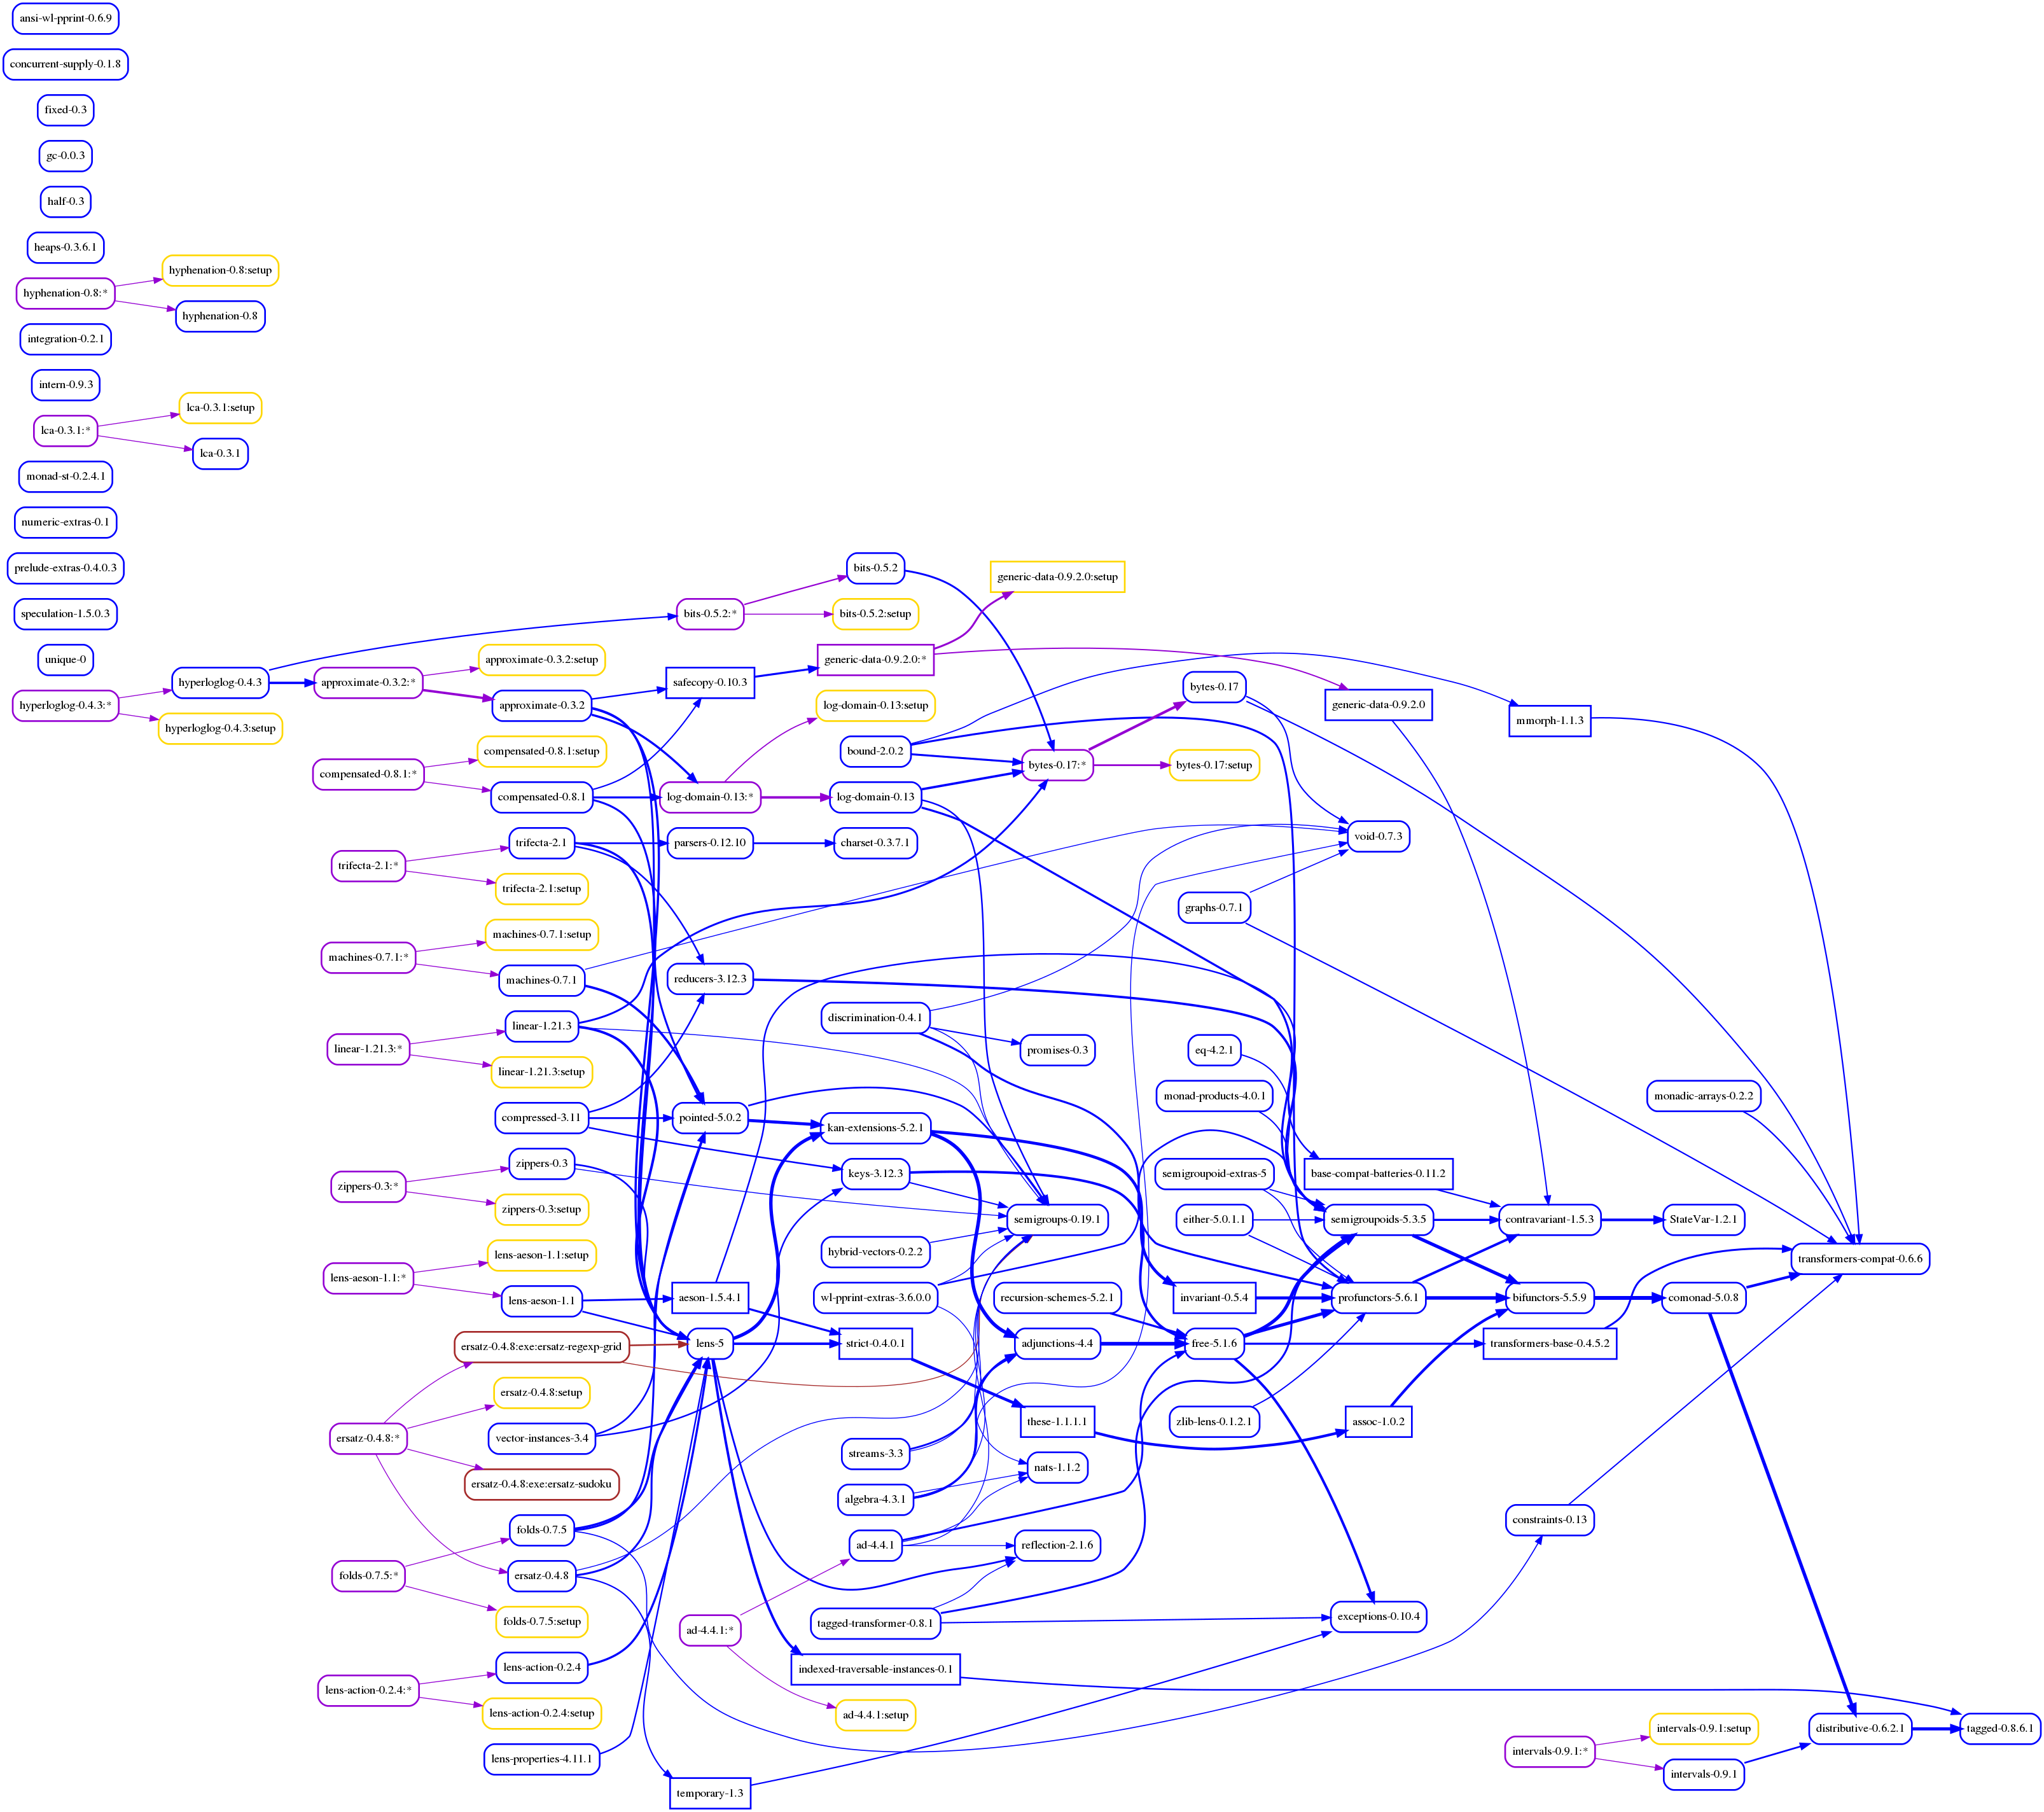 ansi-wl-pprint-0.6.9
concurrent-supply-0.1.8
fixed-0.3
gc-0.0.3
half-0.3
heaps-0.3.6.1
hyphenation-0.8:setup
hyphenation-0.8:*
hyphenation-0.8
integration-0.2.1
intern-0.9.3
lca-0.3.1:setup
lca-0.3.1:*
lca-0.3.1
monad-st-0.2.4.1
numeric-extras-0.1
prelude-extras-0.4.0.3
speculation-1.5.0.3
unique-0
hyperloglog-0.4.3
hyperloglog-0.4.3:*
hyperloglog-0.4.3:setup
bits-0.5.2
generic-data-0.9.2.0:setup
bits-0.5.2:*
bits-0.5.2:setup
approximate-0.3.2:setup
generic-data-0.9.2.0:*
approximate-0.3.2:*
safecopy-0.10.3
bytes-0.17
approximate-0.3.2
log-domain-0.13:setup
generic-data-0.9.2.0
mmorph-1.1.3
compensated-0.8.1:setup
bound-2.0.2
bytes-0.17:*
bytes-0.17:setup
compensated-0.8.1:*
compensated-0.8.1
log-domain-0.13:*
log-domain-0.13
trifecta-2.1
parsers-0.12.10
charset-0.3.7.1
void-0.7.3
trifecta-2.1:*
trifecta-2.1:setup
graphs-0.7.1
machines-0.7.1:setup
machines-0.7.1:*
machines-0.7.1
reducers-3.12.3
linear-1.21.3
discrimination-0.4.1
linear-1.21.3:*
promises-0.3
eq-4.2.1
linear-1.21.3:setup
monad-products-4.0.1
monadic-arrays-0.2.2
compressed-3.11
pointed-5.0.2
kan-extensions-5.2.1
zippers-0.3
keys-3.12.3
semigroupoid-extras-5
base-compat-batteries-0.11.2
zippers-0.3:*
zippers-0.3:setup
semigroups-0.19.1
either-5.0.1.1
semigroupoids-5.3.5
contravariant-1.5.3
StateVar-1.2.1
lens-aeson-1.1:setup
hybrid-vectors-0.2.2
transformers-compat-0.6.6
lens-aeson-1.1:*
lens-aeson-1.1
aeson-1.5.4.1
wl-pprint-extras-3.6.0.0
recursion-schemes-5.2.1
invariant-0.5.4
profunctors-5.6.1
bifunctors-5.5.9
comonad-5.0.8
ersatz-0.4.8:exe:ersatz-regexp-grid
lens-5
strict-0.4.0.1
adjunctions-4.4
free-5.1.6
transformers-base-0.4.5.2
ersatz-0.4.8:setup
ersatz-0.4.8:*
vector-instances-3.4
these-1.1.1.1
zlib-lens-0.1.2.1
assoc-1.0.2
streams-3.3
nats-1.1.2
ersatz-0.4.8:exe:ersatz-sudoku
algebra-4.3.1
folds-0.7.5
ad-4.4.1
reflection-2.1.6
constraints-0.13
folds-0.7.5:*
ersatz-0.4.8
folds-0.7.5:setup
ad-4.4.1:*
tagged-transformer-0.8.1
exceptions-0.10.4
lens-action-0.2.4
indexed-traversable-instances-0.1
lens-action-0.2.4:*
lens-action-0.2.4:setup
ad-4.4.1:setup
intervals-0.9.1:setup
distributive-0.6.2.1
tagged-0.8.6.1
intervals-0.9.1:*
lens-properties-4.11.1
intervals-0.9.1
temporary-1.3